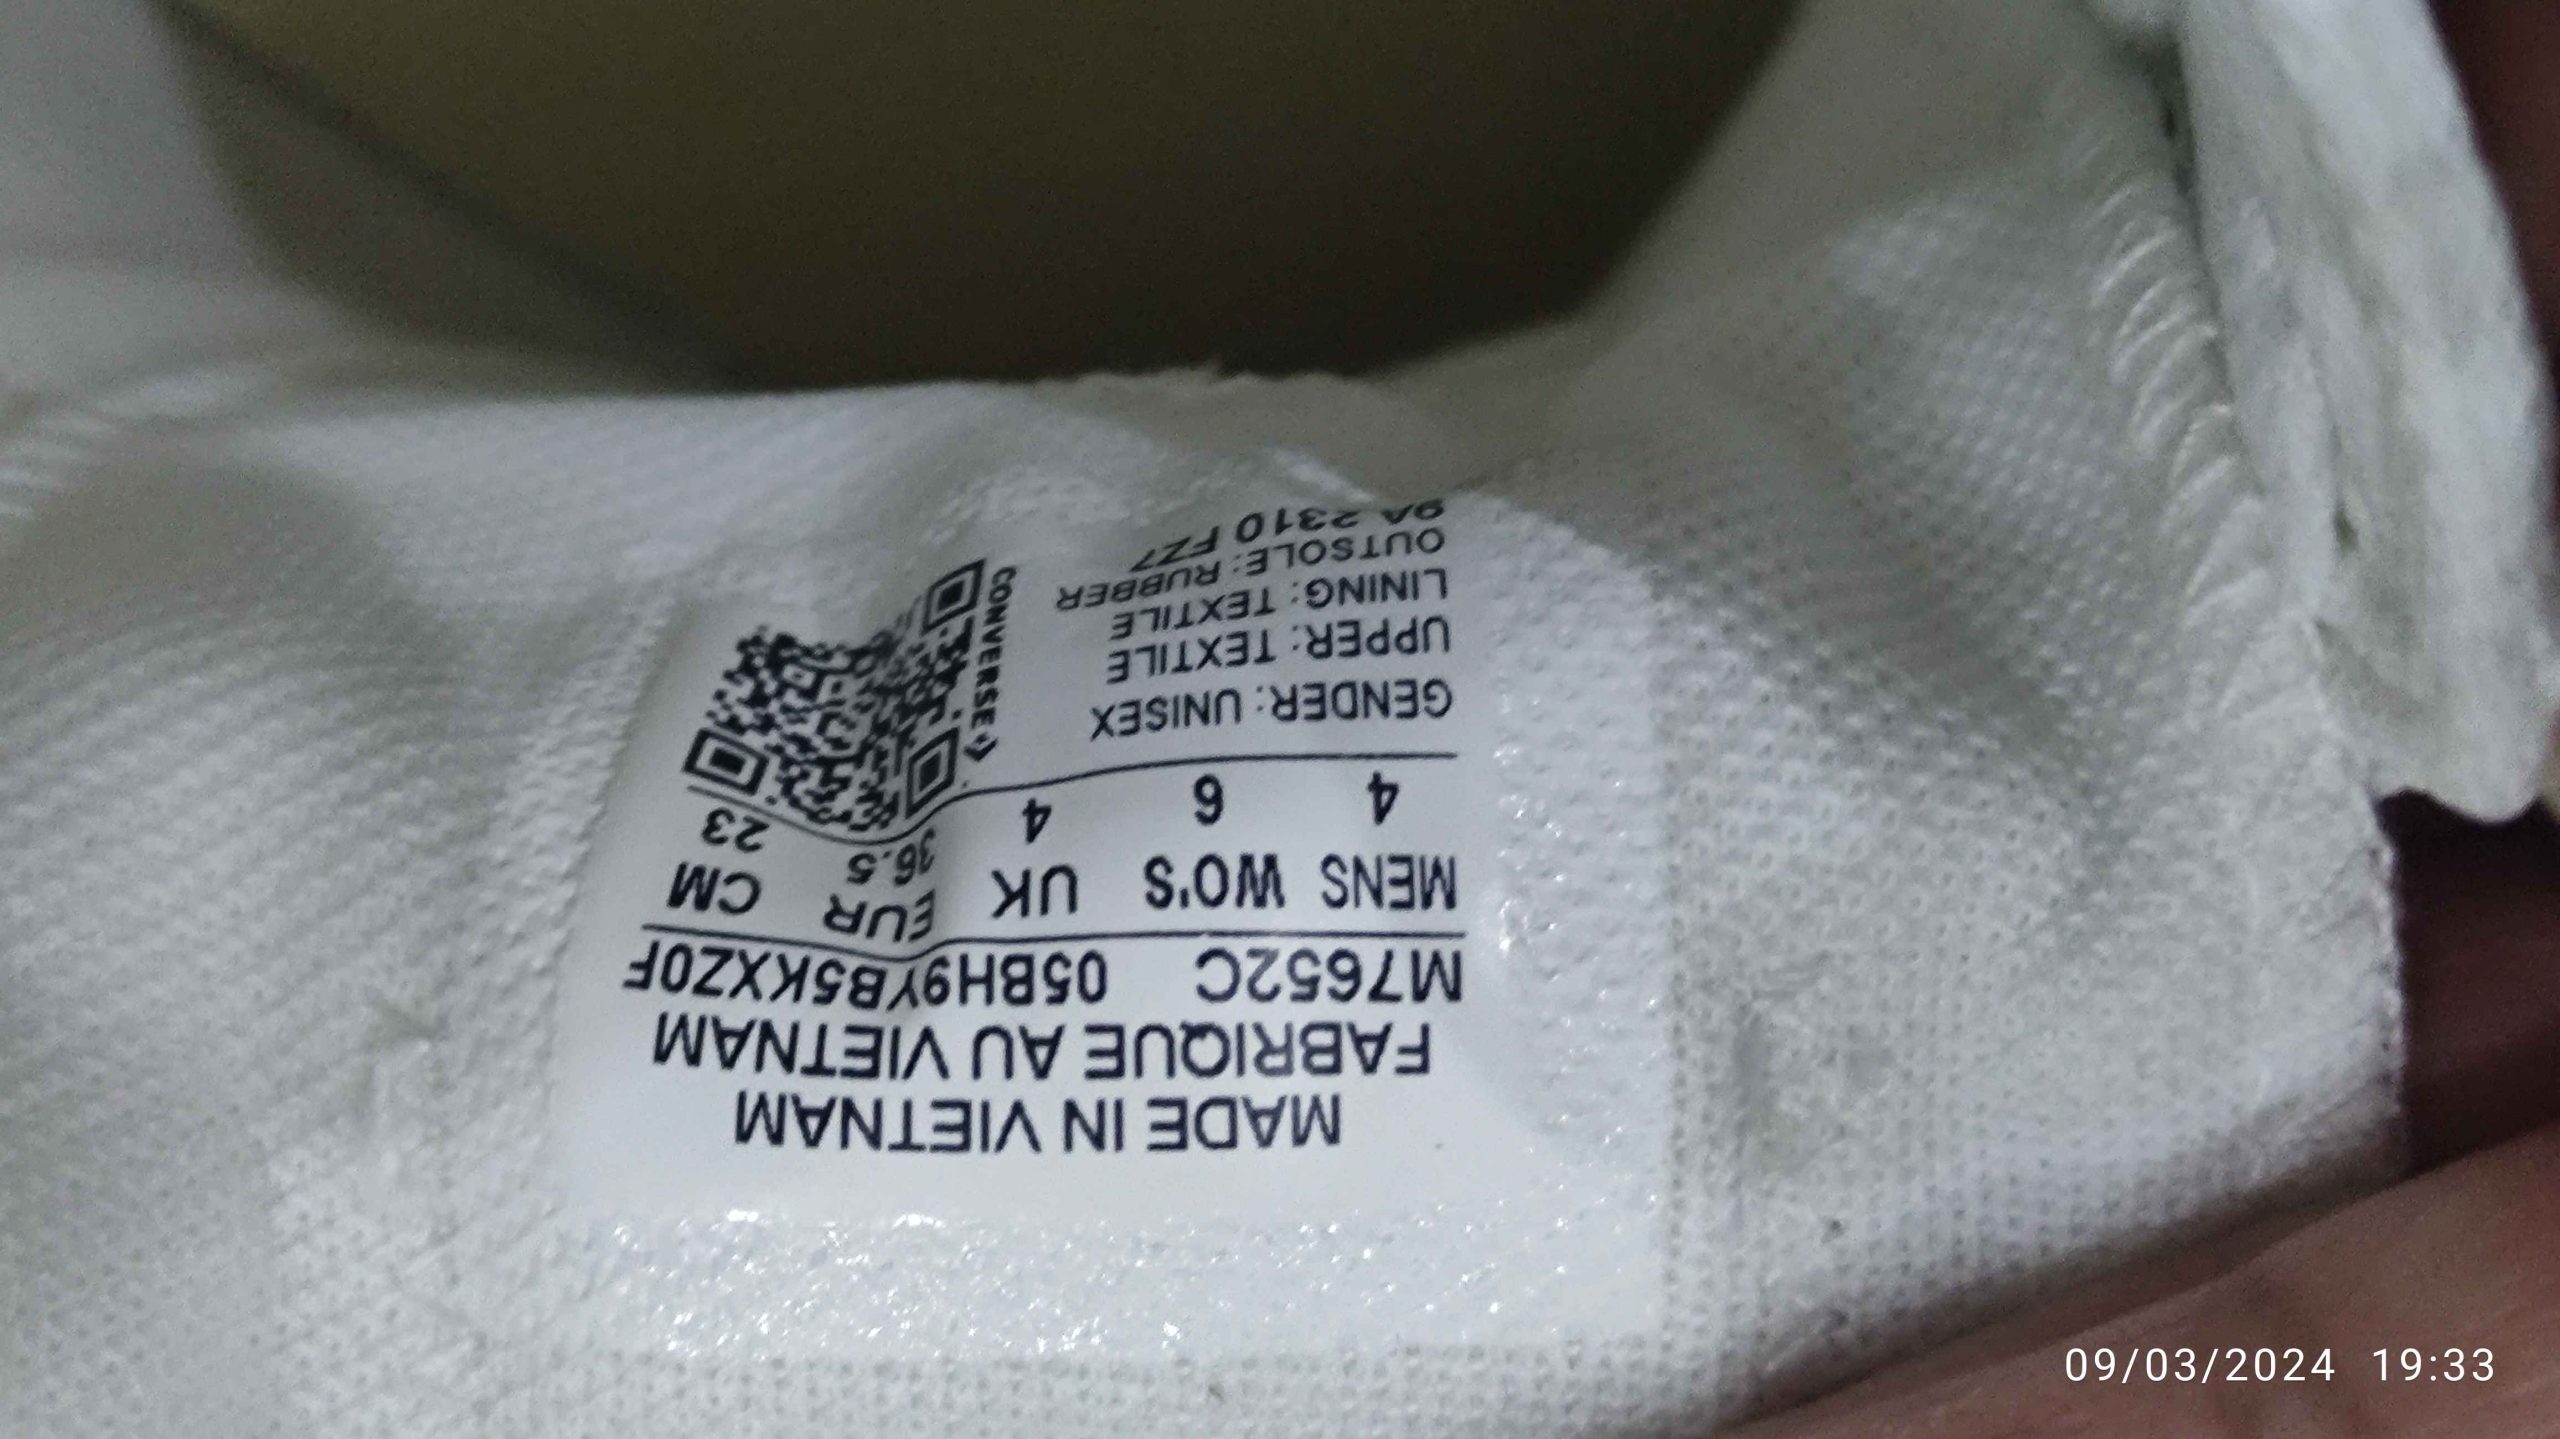 MADE IN VIETNAM
FABRIQUE AU VIETNAM
M7652C 05BH9YB5KXZ0F
MENS WO'S UK EUR CM
4 6 4 36.5 23
GENDER: UNISEX
UPPER: TEXTILE
LINING: TEXTILE
OUTSOLE: RUBBER
9A 2310 FZ7
CONVERSE
09/03/2024 19:33